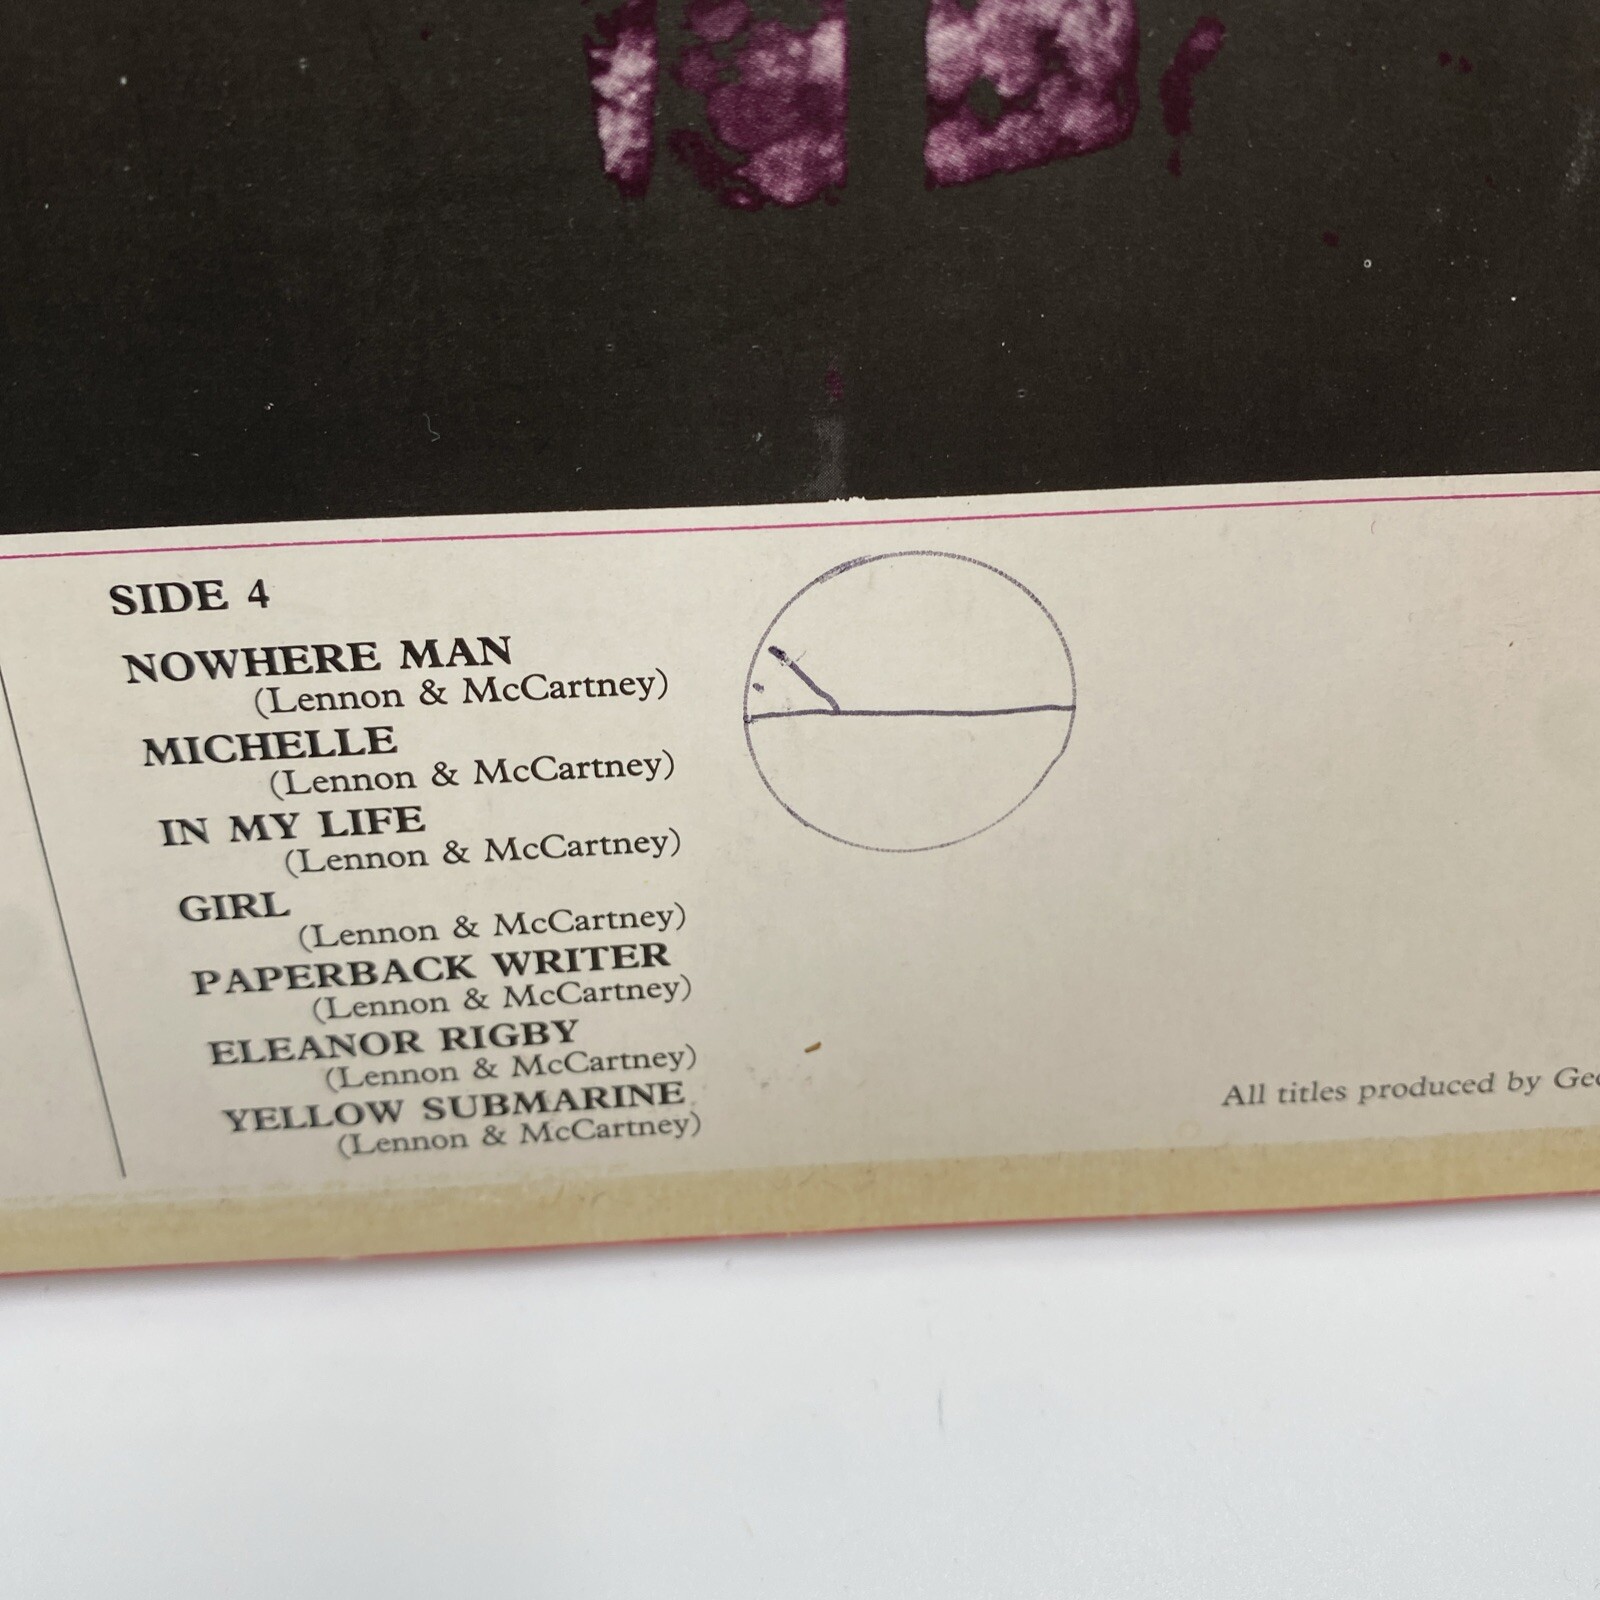 SIDE 4
NOWHERE MAN
(Lennon & McCartney)
MICHELLE
(Lennon & McCartney)
IN MY LIFE
(Lennon & McCartney)
GIRL
(Lennon & McCartney)
PAPERBACK WRITER
(Lennon & McCartney)
ELEANOR RIGBY
(Lennon & McCartney)
YELLOW SUBMARINE
(Lennon & McCartney)
All titles produced by